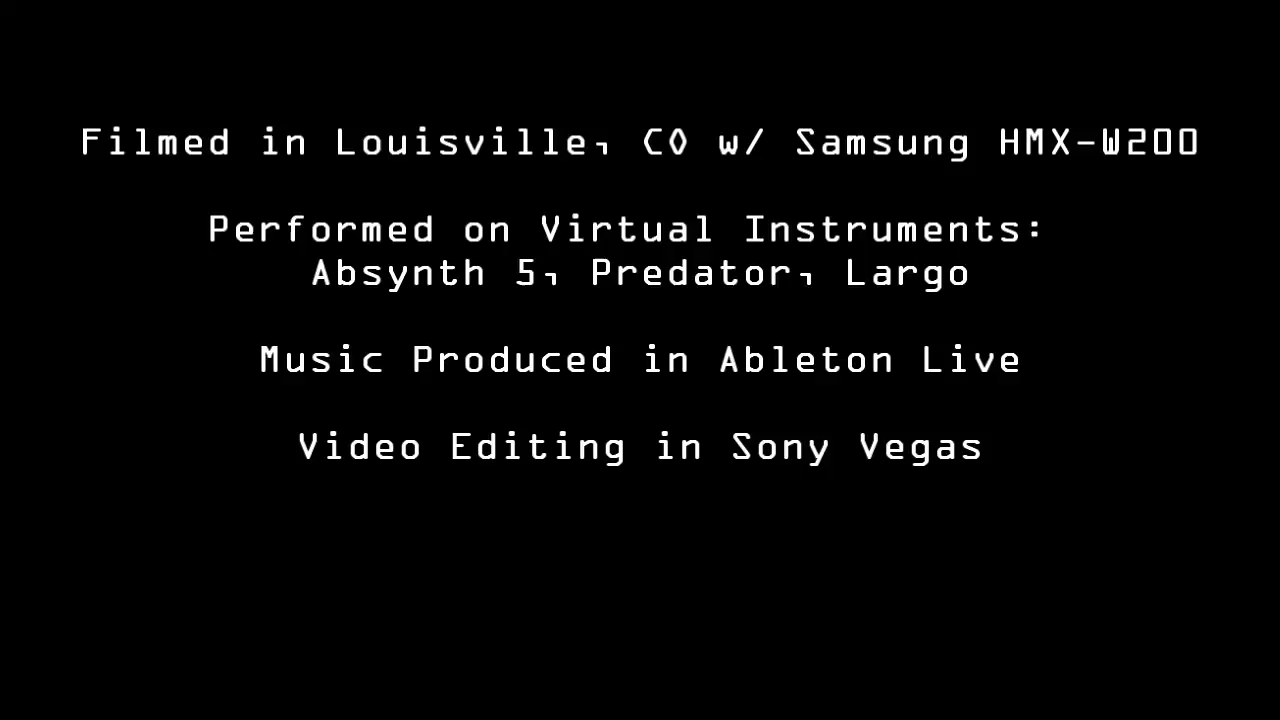 Filmed in Louisville, CO w/ Samsung HMX-W200
Performed on Virtual Instruments:
Absynth 5, Predator, Largo
Music Produced in Ableton Live
Video Editing in Sony Vegas